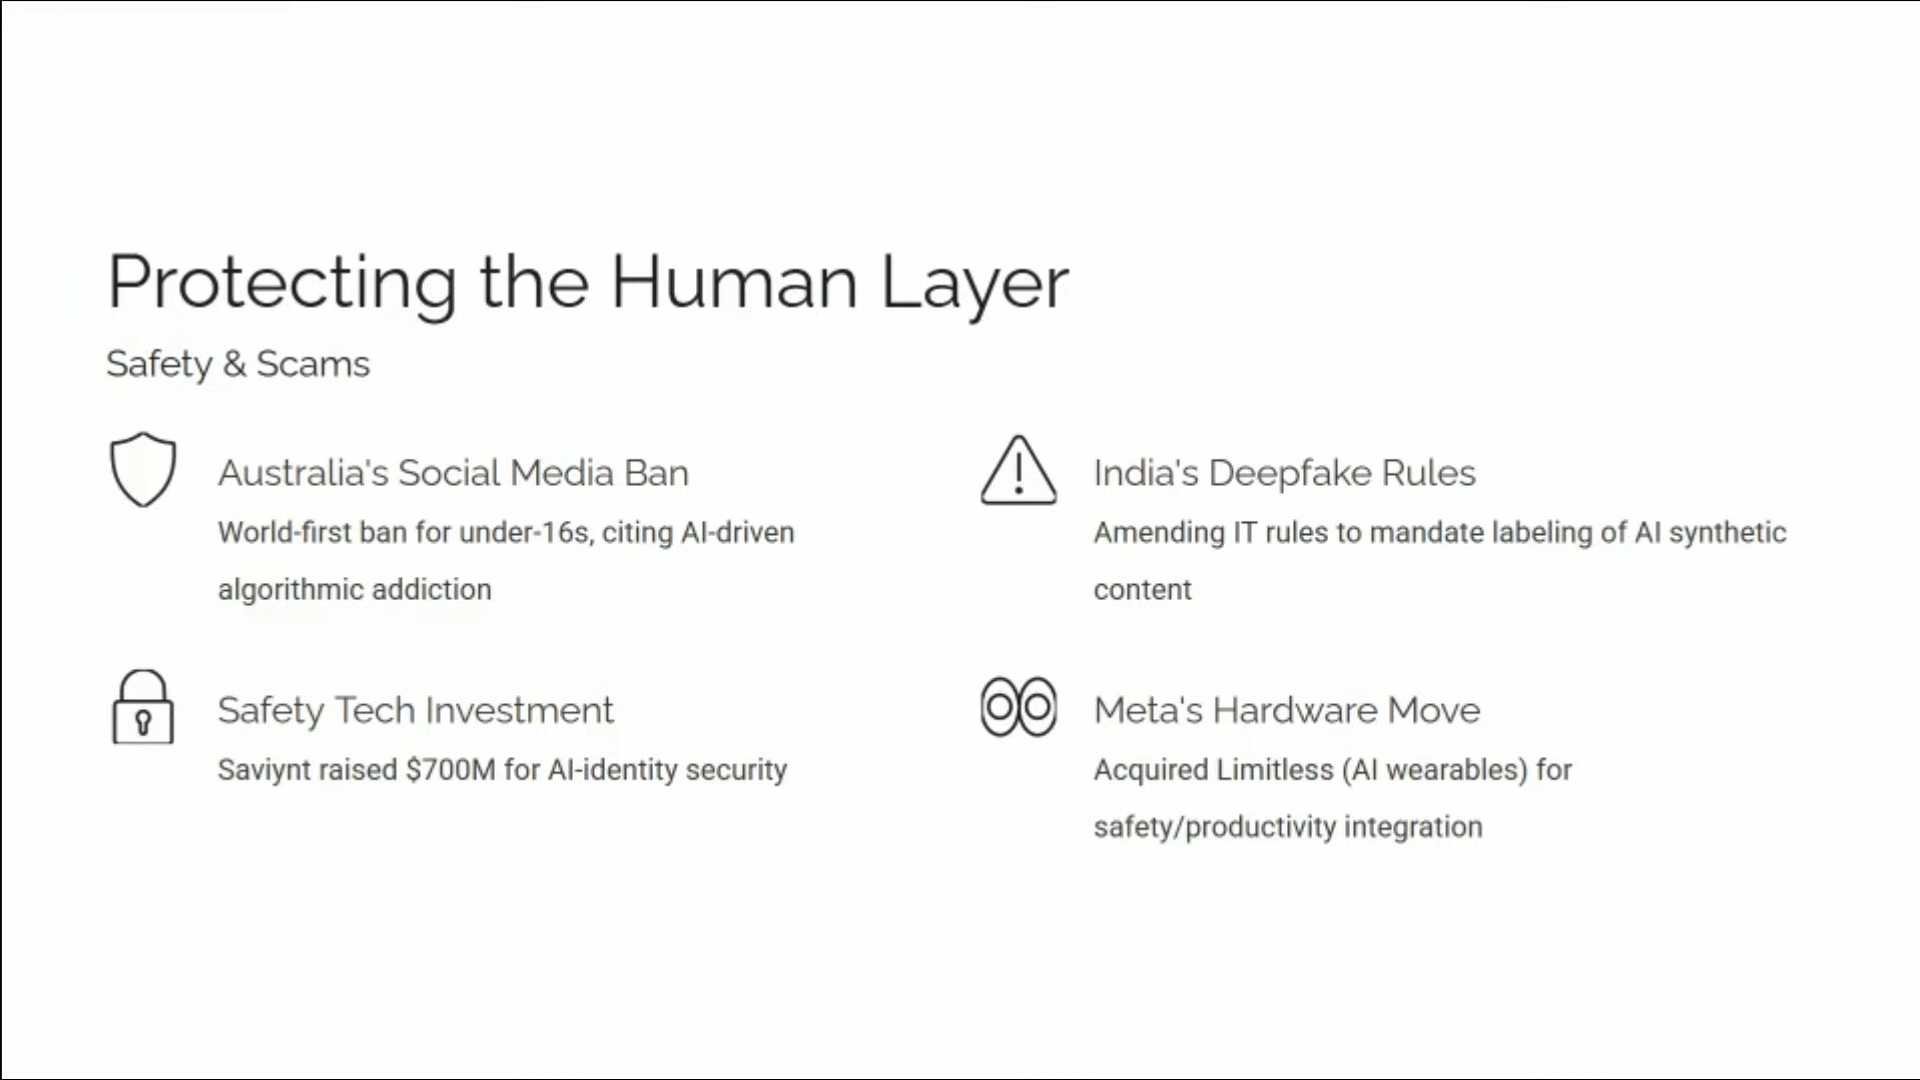 Protecting the Human Layer
Safety & Scams
Australia's Social Media Ban
World-first ban for under-16s, citing AI-driven
algorithmic addiction
India's Deepfake Rules
Amending IT rules to mandate labeling of AI synthetic
content
Safety Tech Investment
Saviynt raised $700M for AI-identity security
Meta's Hardware Move
Acquired Limitless (AI wearables) for
safety/productivity integration